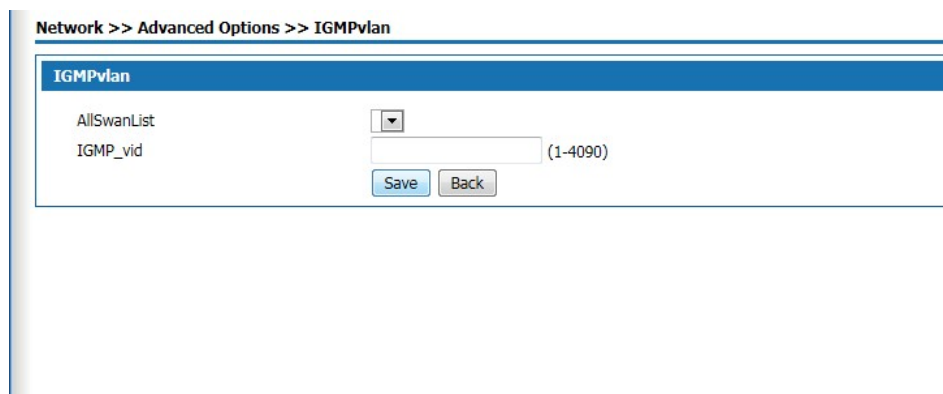 Network >> Advanced Options >> IGMPvlan
IGMPvlan
AllSwanList
IGMP_vid (1-4090)
Save Back